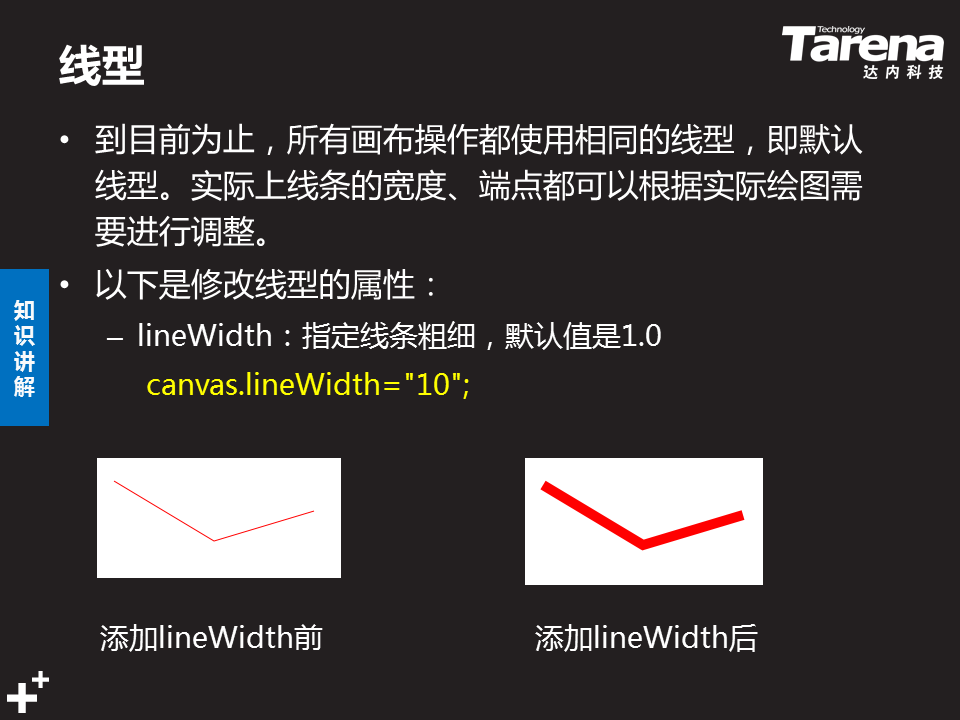 线型
Technology
Tarena
达内科技
• 到目前为止，所有画布操作都使用相同的线型，即默认
线型。实际上线条的宽度、端点都可以根据实际绘图需
要进行调整。
• 以下是修改线型的属性：
– lineWidth：指定线条粗细，默认值是1.0
canvas.lineWidth="10";
知识讲解
添加lineWidth前
添加lineWidth后